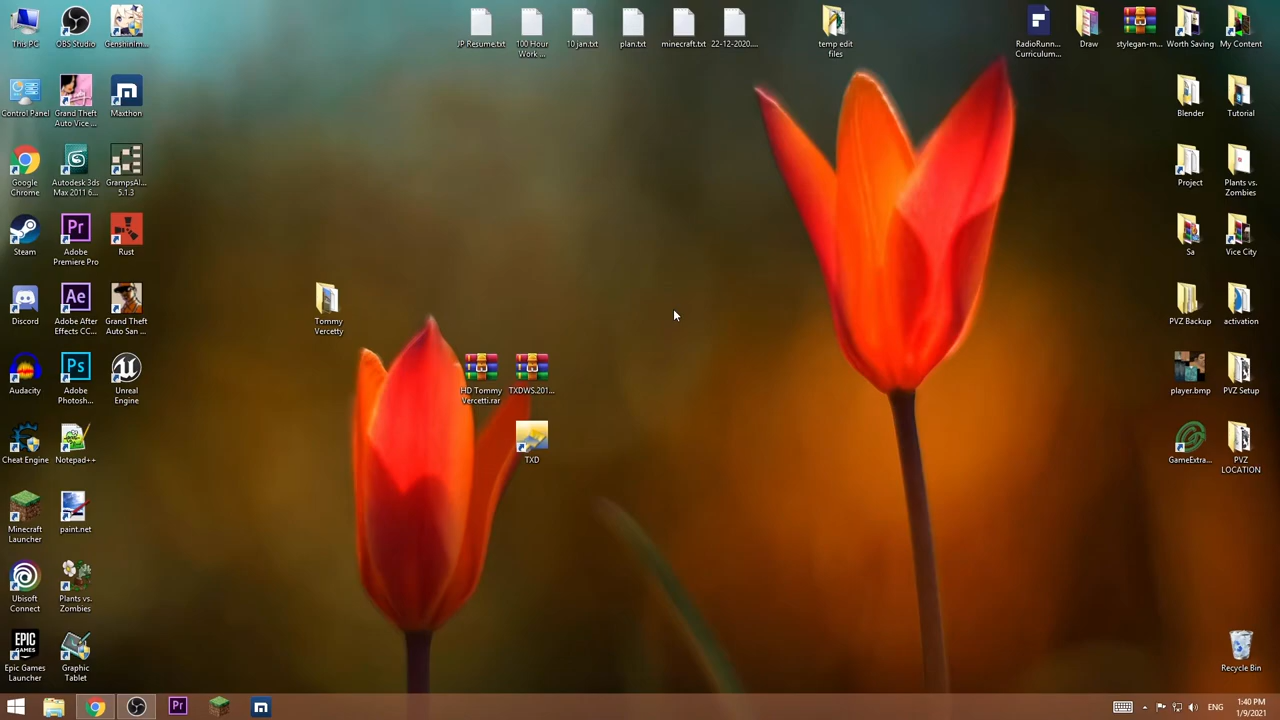 This PC
OBS Studio
GenshinIm...
JP Resume.txt
100 Hour
Work ...
10 jan.txt
plan.txt
minecraft.txt
22-12-2020....
temp edit
files
RadioRunn...
Curriculum...
Draw
stylegan-m...
Worth Saving
My Content
Control Panel
Grand Theft
Auto Vice ...
Maxthon
Blender
Tutorial
Google
Chrome
Autodesk 3ds
Max 2011 6...
GrampsAI...
5.1.3
Project
Plants vs.
Zombies
Steam
Adobe
Premiere Pro
Rust
Sa
Vice City
Discord
Adobe After
Effects CC...
Grand Theft
Auto San ...
Tommy
Vercetty
PVZ Backup
activation
Audacity
Adobe
Photosh...
Unreal
Engine
HD Tommy
Vercetti.rar
TXDWS.201...
player.bmp
PVZ Setup
Cheat Engine
Notepad++
TXD
GameExtra...
PVZ
LOCATION
Minecraft
Launcher
paint.net
Ubisoft
Connect
Plants vs.
Zombies
Epic Games
Launcher
Graphic
Tablet
Recycle Bin
ENG
1:40 PM
1/9/2021